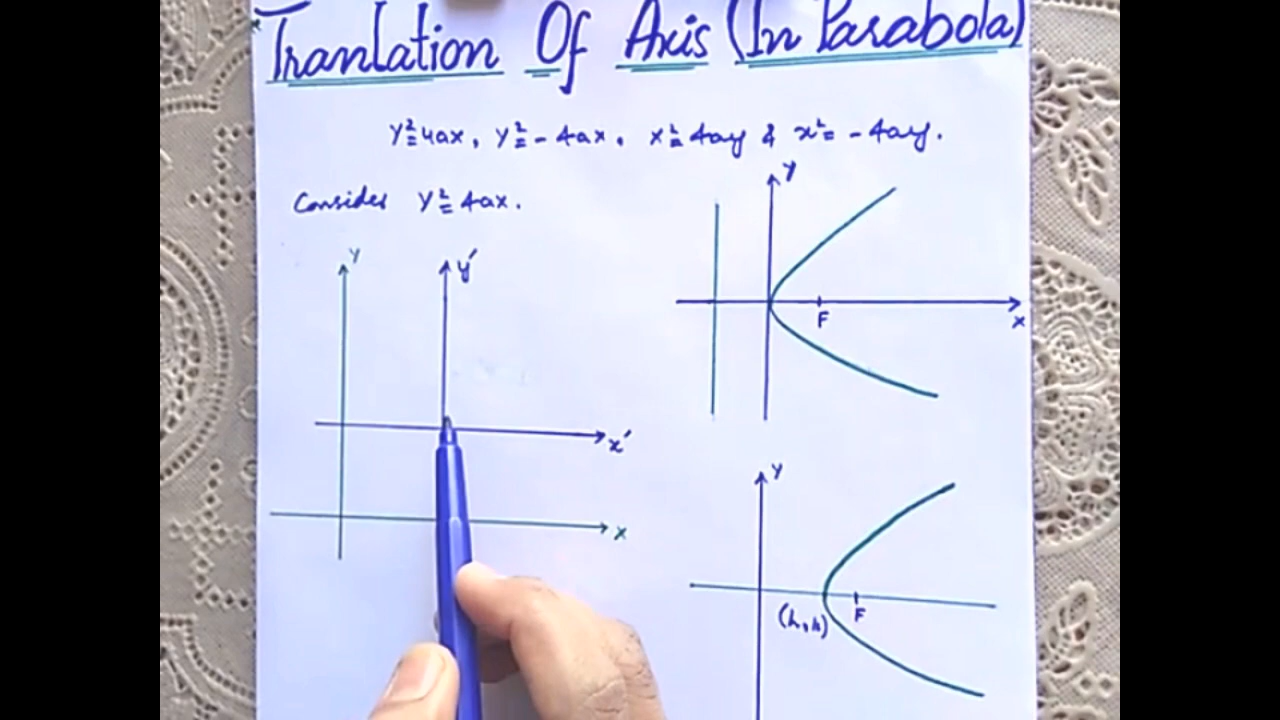 Tranlation Of Axis (In Parabola)
y²=4ax, y²=-4ax, x²=4ay & x²=-4ay.
Consider y²=4ax.
y
y
y'
F
x
x'
y
x
(h,k)
F